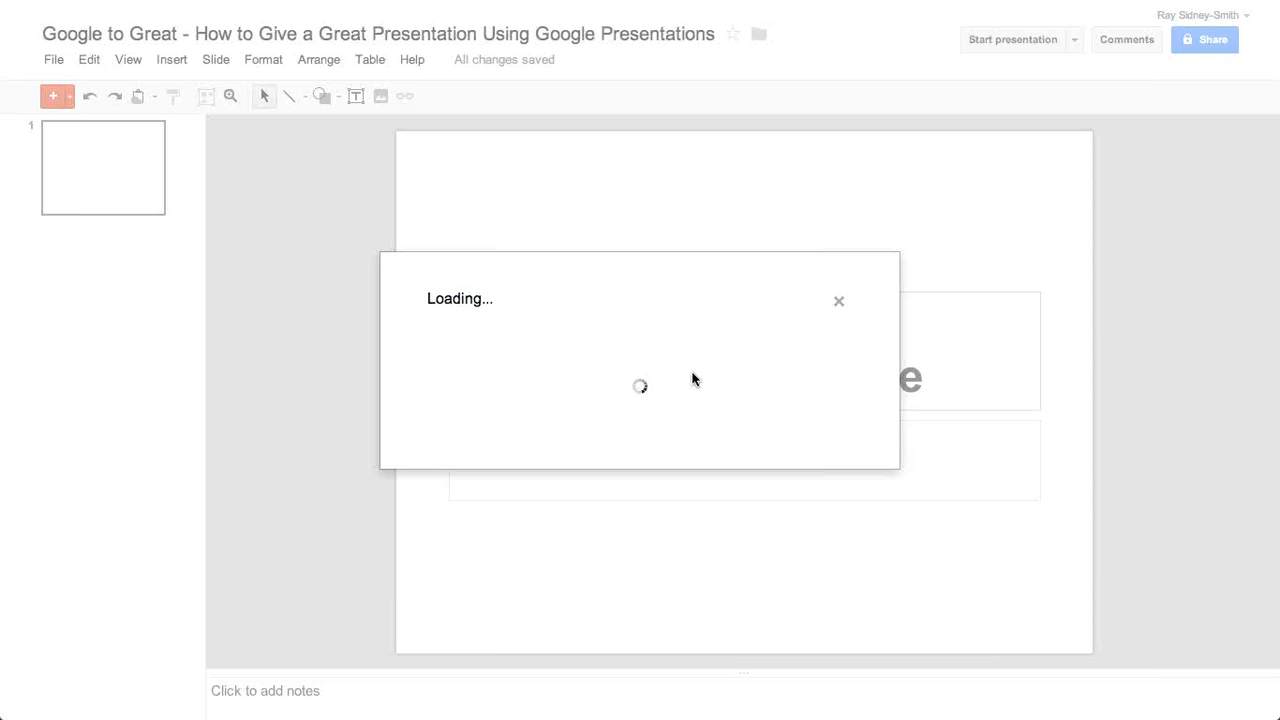 Ray Sidney-Smith
Google to Great - How to Give a Great Presentation Using Google Presentations
Start presentation
Comments
Share
File Edit View Insert Slide Format Arrange Table Help All changes saved
1
Loading...
e
Click to add notes